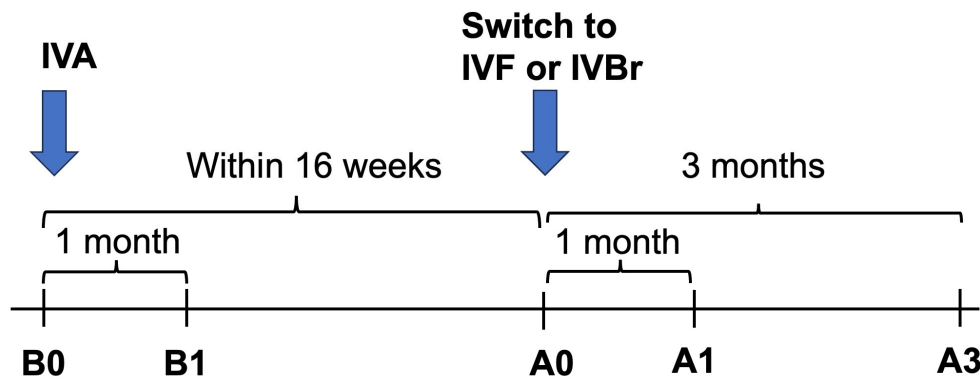 IVA
Switch to
IVF or IVBr
Within 16 weeks
3 months
1 month
1 month
B0
B1
A0
A1
A3